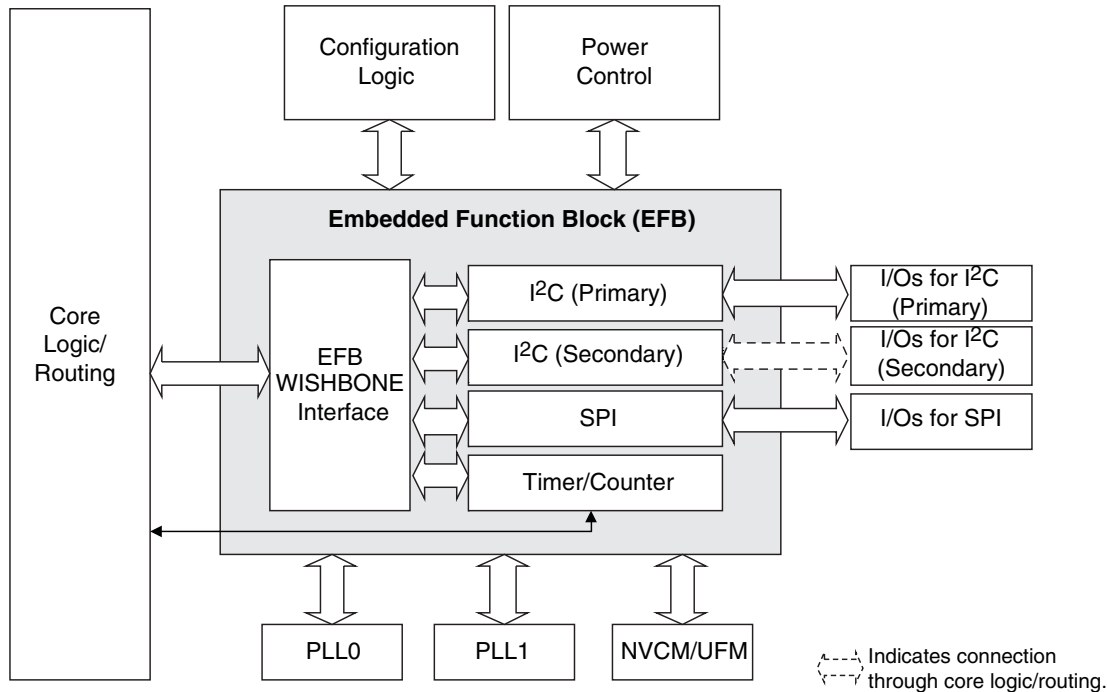 Configuration
Logic
Power
Control
Embedded Function Block (EFB)
Core
Logic/
Routing
EFB
WISHBONE
Interface
I²C (Primary)
I²C (Secondary)
SPI
Timer/Counter
I/Os for I²C
(Primary)
I/Os for I²C
(Secondary)
I/Os for SPI
PLL0
PLL1
NVCM/UFM
Indicates connection
through core logic/routing.